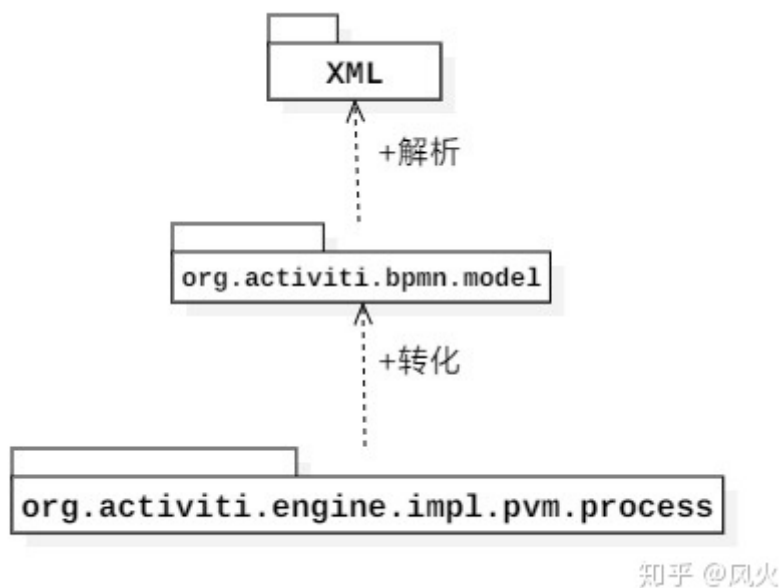 XML
+解析
org.activiti.bpmn.model
+转化
org.activiti.engine.impl.pvm.process
知乎 @风火